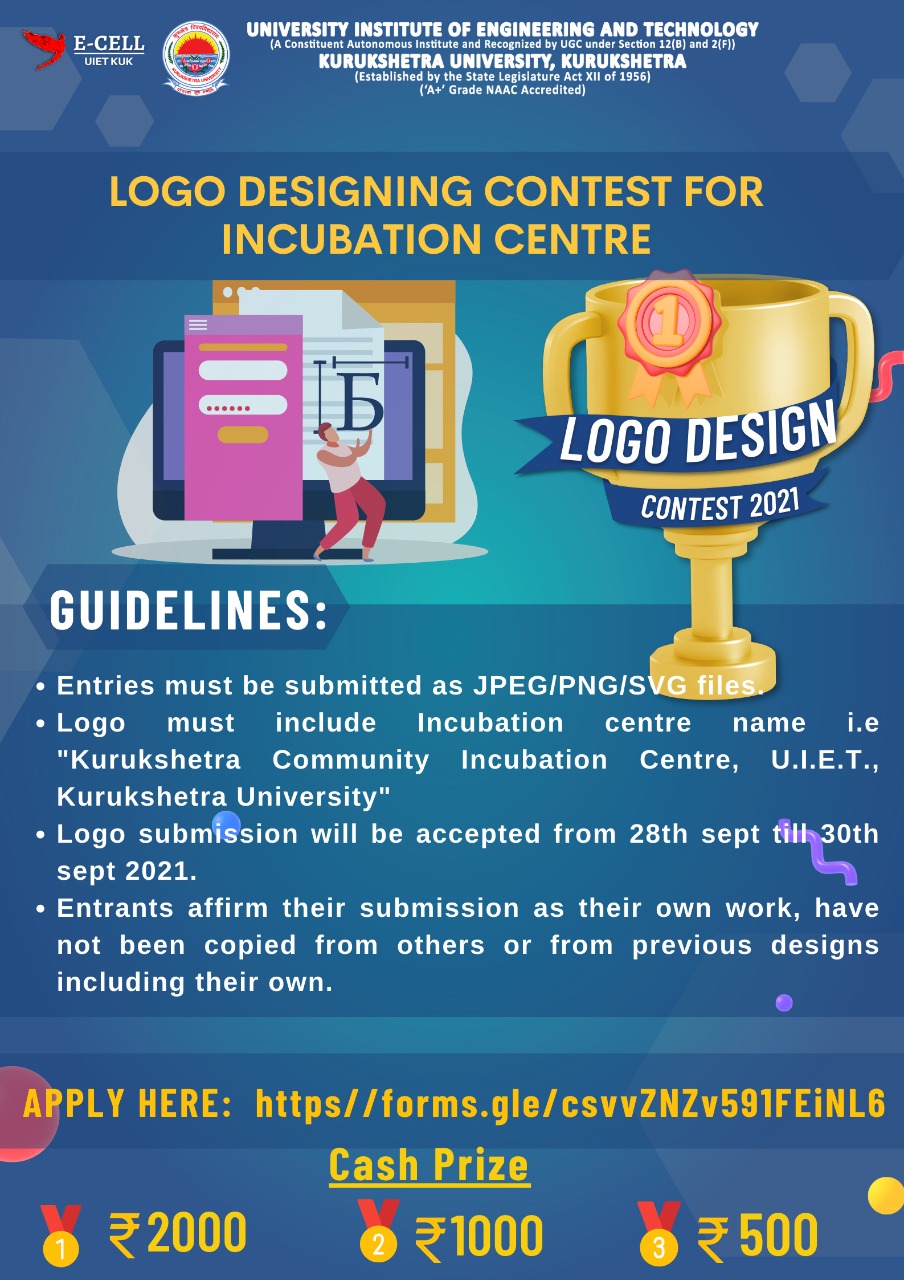 E-CELL
UIET KUK
KURUKSHETRA UNIVERSITY
UNIVERSITY INSTITUTE OF ENGINEERING AND TECHNOLOGY
(A Constituent Autonomous Institute and Recognized by UGC under Section 12(B) and 2(F))
KURUKSHETRA UNIVERSITY, KURUKSHETRA
(Established by the State Legislature Act XII of 1956)
('A+' Grade NAAC Accredited)
LOGO DESIGNING CONTEST FOR
INCUBATION CENTRE
Б
1
LOGO DESIGN
CONTEST 2021
GUIDELINES:
• Entries must be submitted as JPEG/PNG/SVG files.
• Logo must include Incubation centre name i.e
"Kurukshetra Community Incubation Centre, U.I.E.T.,
Kurukshetra University"
• Logo submission will be accepted from 28th sept till 30th
sept 2021.
• Entrants affirm their submission as their own work, have
not been copied from others or from previous designs
including their own.
APPLY HERE: https//forms.gle/csvvZNZv591FEiNL6
Cash Prize
1 ₹2000 2 ₹1000 3 ₹ 500